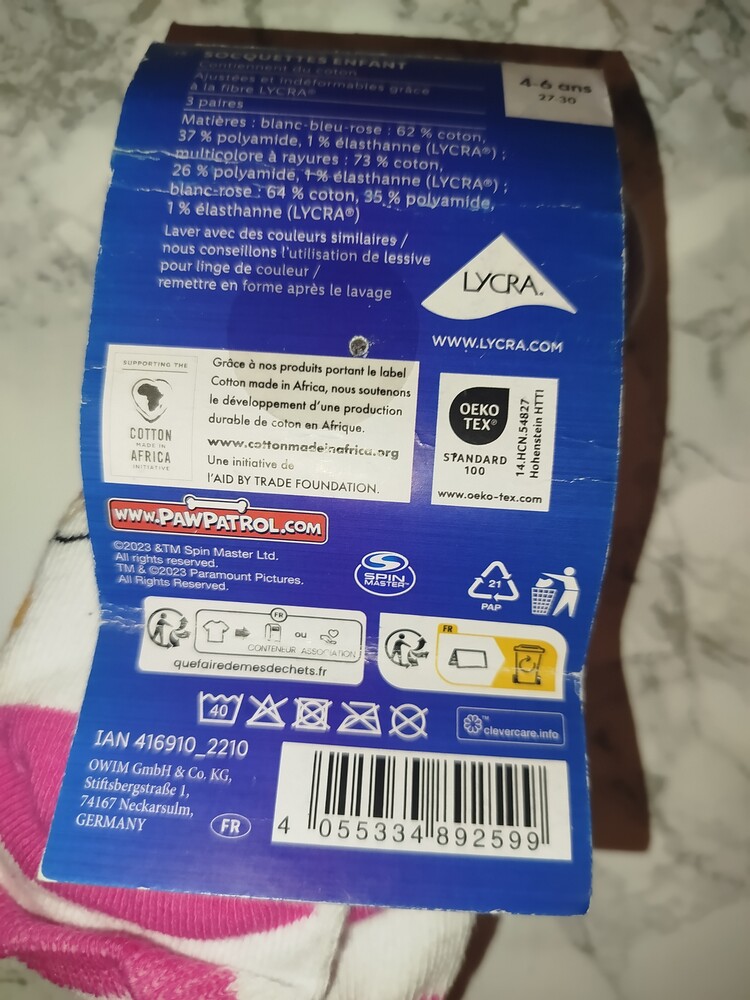 SOCQUETTES ENFANT
Contiennent du coton
Ajustées et indéformables grâce
à la fibre LYCRA®
3 paires
4-6 ans
27-30
Matières : blanc-bleu-rose : 62 % coton,
37 % polyamide, 1 % élasthanne (LYCRA®) ;
multicolore à rayures : 73 % coton,
26 % polyamide, 1 % élasthanne (LYCRA®) ;
blanc-rose : 64 % coton, 35 % polyamide,
1 % élasthanne (LYCRA®)
Laver avec des couleurs similaires /
nous conseillons l'utilisation de lessive
pour linge de couleur /
remettre en forme après le lavage
LYCRA.
WWW.LYCRA.COM
SUPPORTING THE
COTTON
MADE IN
AFRICA
INITIATIVE
Grâce à nos produits portant le label
Cotton made in Africa, nous soutenons
le développement d'une production
durable de coton en Afrique.
www.cottonmadeinafrica.org
Une initiative de
l'AID BY TRADE FOUNDATION.
OEKO
TEX®
STANDARD
100
14.HCN.54827
Hohenstein HTTI
www.oeko-tex.com
WWW.PAWPATROL.COM
©2023 &TM Spin Master Ltd.
All rights reserved.
TM & ©2023 Paramount Pictures.
All Rights Reserved.
SPIN
MASTER™
21
PAP
FR
OU
CONTENEUR ASSOCIATION
quefairedemesdechets.fr
FR
40
™
clevercare.info
IAN 416910_2210
OWIM GmbH & Co. KG,
Stiftsbergstraße 1,
74167 Neckarsulm,
GERMANY
FR
4 055334 892599